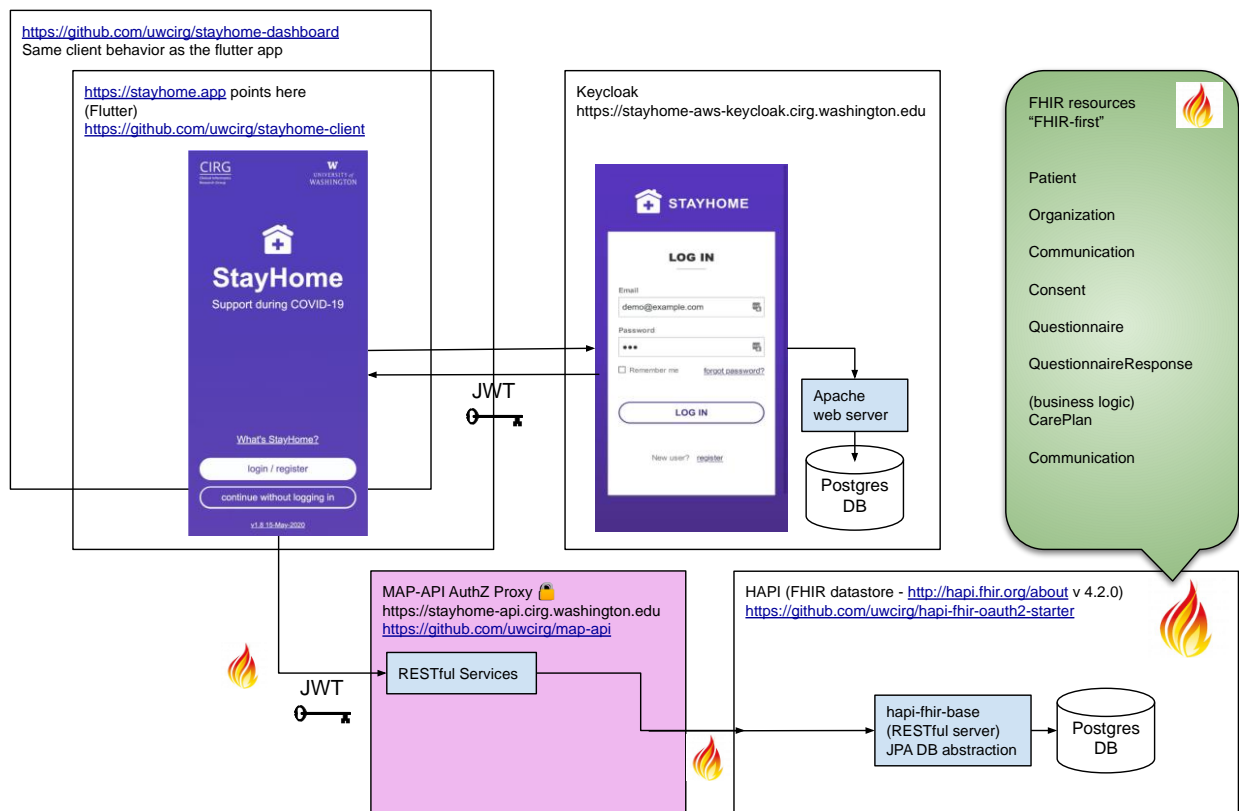 https://github.com/uwcirg/stayhome-dashboard
Same client behavior as the flutter app
https://stayhome.app points here
(Flutter)
https://github.com/uwcirg/stayhome-client
CIRG
Clinical Informatics
Research Group
W
UNIVERSITY of
WASHINGTON
StayHome
Support during COVID-19
What's StayHome?
login / register
continue without logging in
v1.8 15-May-2020
JWT
Keycloak
https://stayhome-aws-keycloak.cirg.washington.edu
STAYHOME
LOG IN
Email
demo@example.com
Password
•••
Remember me
forgot password?
LOG IN
New user? register
Apache
web server
Postgres
DB
FHIR resources
“FHIR-first”
Patient
Organization
Communication
Consent
Questionnaire
QuestionnaireResponse
(business logic)
CarePlan
Communication
JWT
MAP-API AuthZ Proxy
https://stayhome-api.cirg.washington.edu
https://github.com/uwcirg/map-api
RESTful Services
HAPI (FHIR datastore - http://hapi.fhir.org/about v 4.2.0)
https://github.com/uwcirg/hapi-fhir-oauth2-starter
hapi-fhir-base
(RESTful server)
JPA DB abstraction
Postgres
DB